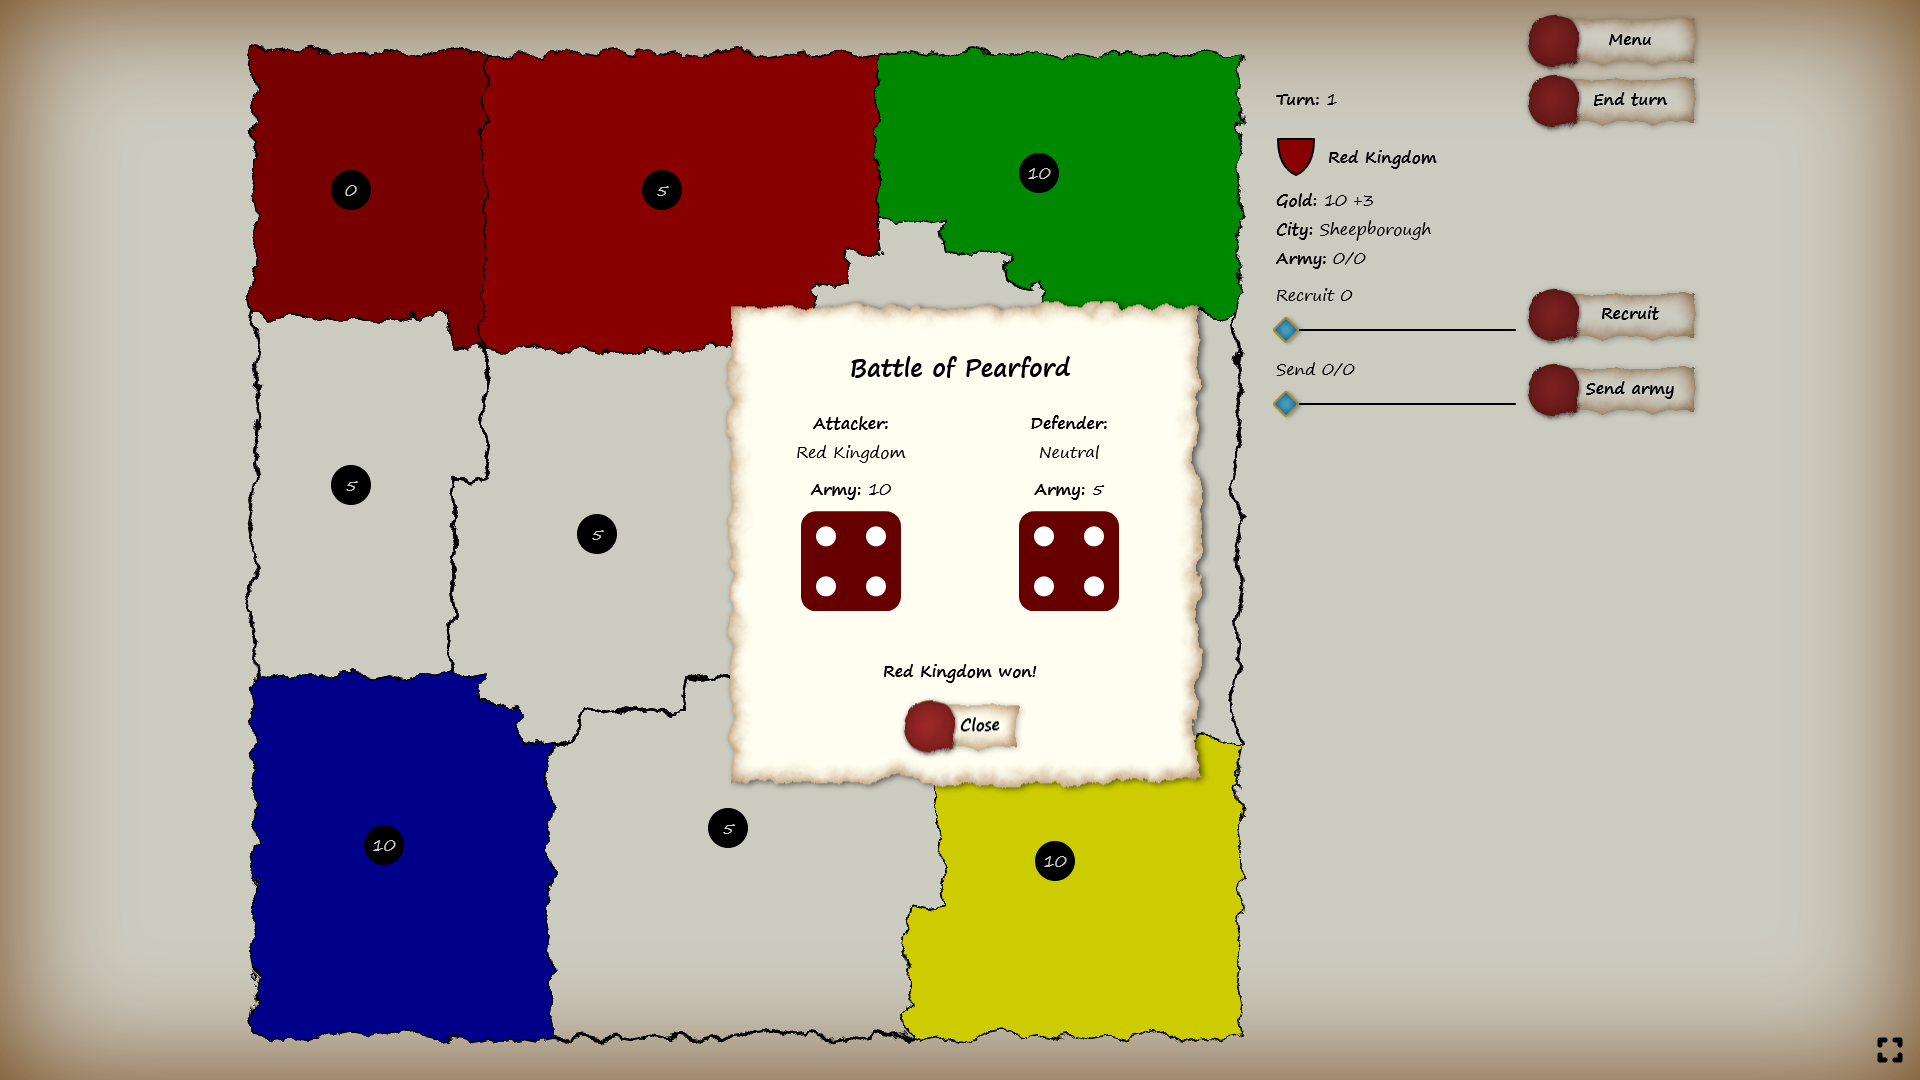 Menu
End turn
Turn: 1
Red Kingdom
Gold: 10 +3
City: Sheepborough
Army: 0/0
Recruit 0
Recruit
Send 0/0
Send army
0
5
10
5
5
10
5
10
Battle of Pearford
Attacker:
Red Kingdom
Army: 10
Defender:
Neutral
Army: 5
Red Kingdom won!
Close